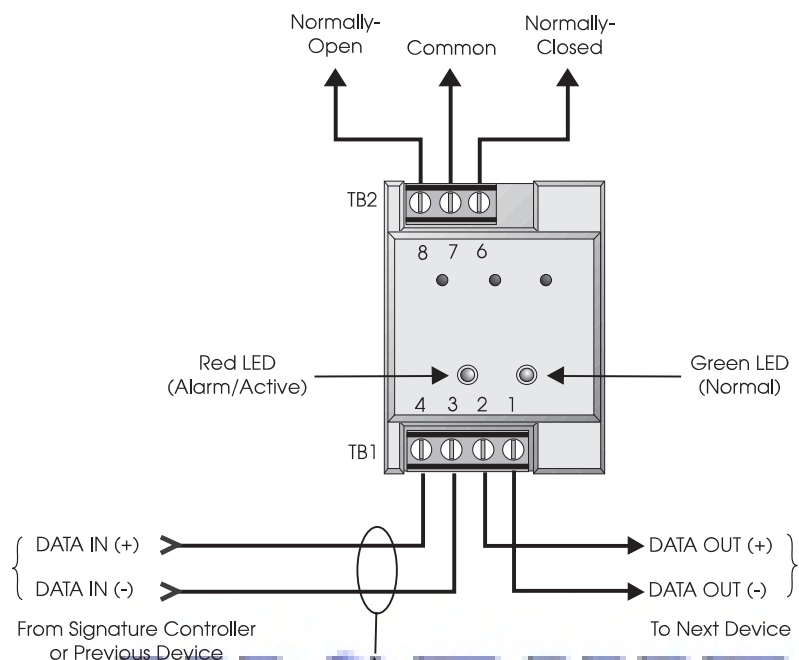 Normally-
Open
Common
Normally-
Closed
TB2
8 7 6
Red LED
(Alarm/Active)
Green LED
(Normal)
4 3 2 1
TB1
DATA IN (+)
DATA OUT (+)
DATA IN (-)
DATA OUT (-)
From Signature Controller
or Previous Device
To Next Device